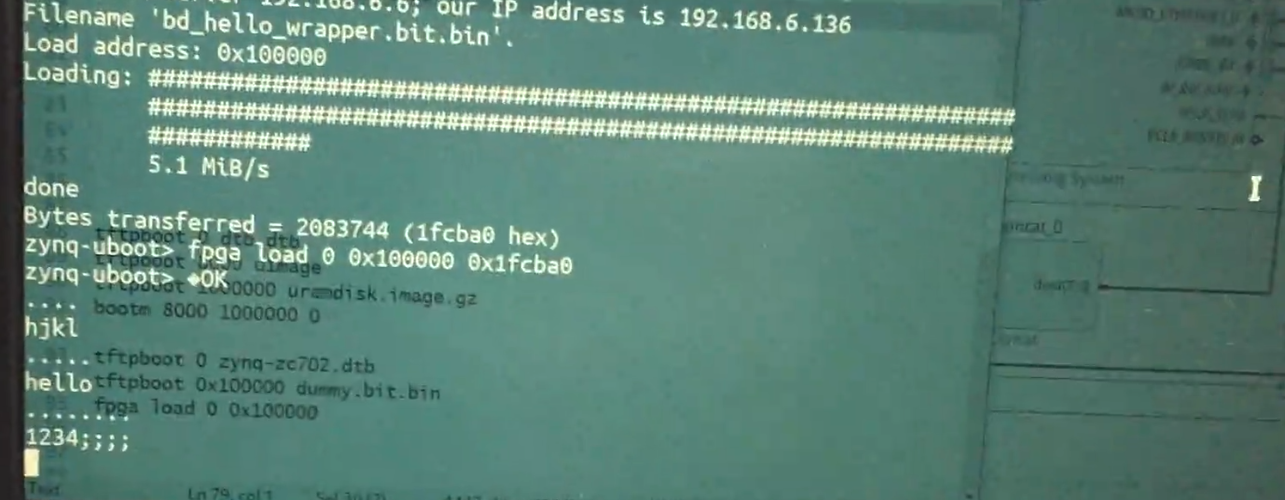 192.168.6.6; our IP address is 192.168.6.136
Filename 'bd_hello_wrapper.bit.bin'.
Load address: 0x100000
Loading: #################################################################
#################################################################
############
5.1 MiB/s
done
Bytes transferred = 2083744 (1fcba0 hex)
tftpboot 0 dtb.dtb
zynq-uboot> fpga load 0 0x100000 0x1fcba0
uImage
zynq-uboot> �OK
tftpboot 1000000 uramdisk.image.gz
....
bootm 8000 1000000 0
hjkl
.....
tftpboot 0 zynq-zc702.dtb
hello
tftpboot 0x100000 dummy.bit.bin
........
fpga load 0 0x100000
1234;;;;
Text
Ln 79, col 1